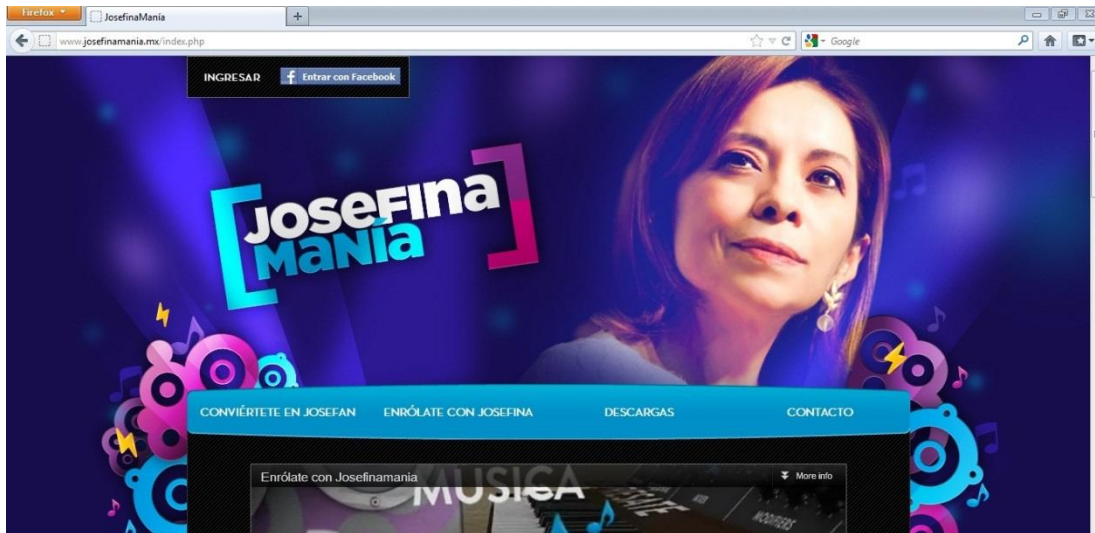 Firefox
JosefinaManía
www.josefinamania.mx/index.php
Google
INGRESAR
f Entrar con Facebook
JOSEFINA
MANÍA
CONVIÉRTETE EN JOSEFAN
ENRÓLATE CON JOSEFINA
DESCARGAS
CONTACTO
Enrólate con Josefinamania
More info
MUSICA
MODIFIERS